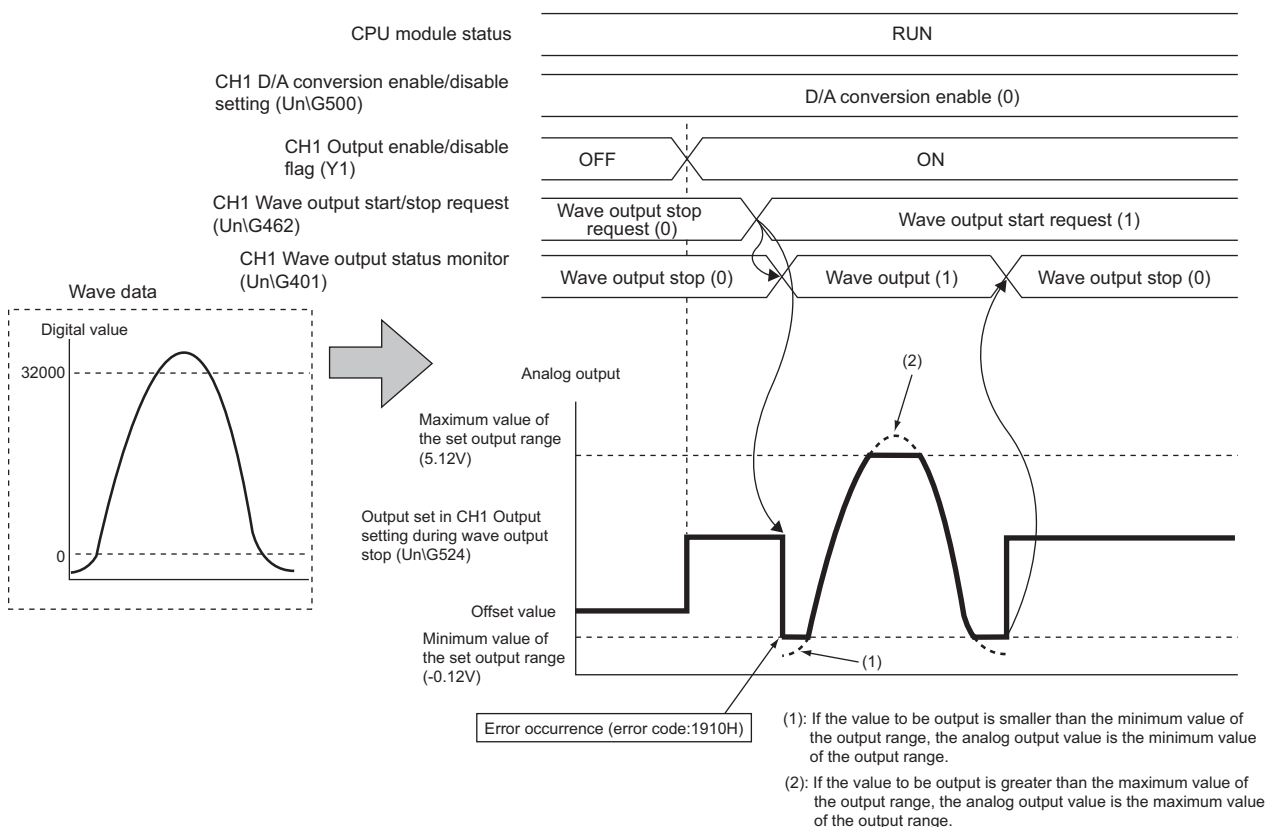 CPU module status
RUN
CH1 D/A conversion enable/disable
setting (Un\G500)
D/A conversion enable (0)
CH1 Output enable/disable
flag (Y1)
OFF
ON
CH1 Wave output start/stop request
(Un\G462)
Wave output stop
request (0)
Wave output start request (1)
CH1 Wave output status monitor
(Un\G401)
Wave output stop (0)
Wave output (1)
Wave output stop (0)
Wave data
Digital value
32000
0
Analog output
(2)
Maximum value of
the set output range
(5.12V)
Output set in CH1 Output
setting during wave output
stop (Un\G524)
Offset value
Minimum value of
the set output range
(-0.12V)
(1)
Error occurrence (error code:1910H)
(1): If the value to be output is smaller than the minimum value of
the output range, the analog output value is the minimum value
of the output range.
(2): If the value to be output is greater than the maximum value of
the output range, the analog output value is the maximum value
of the output range.